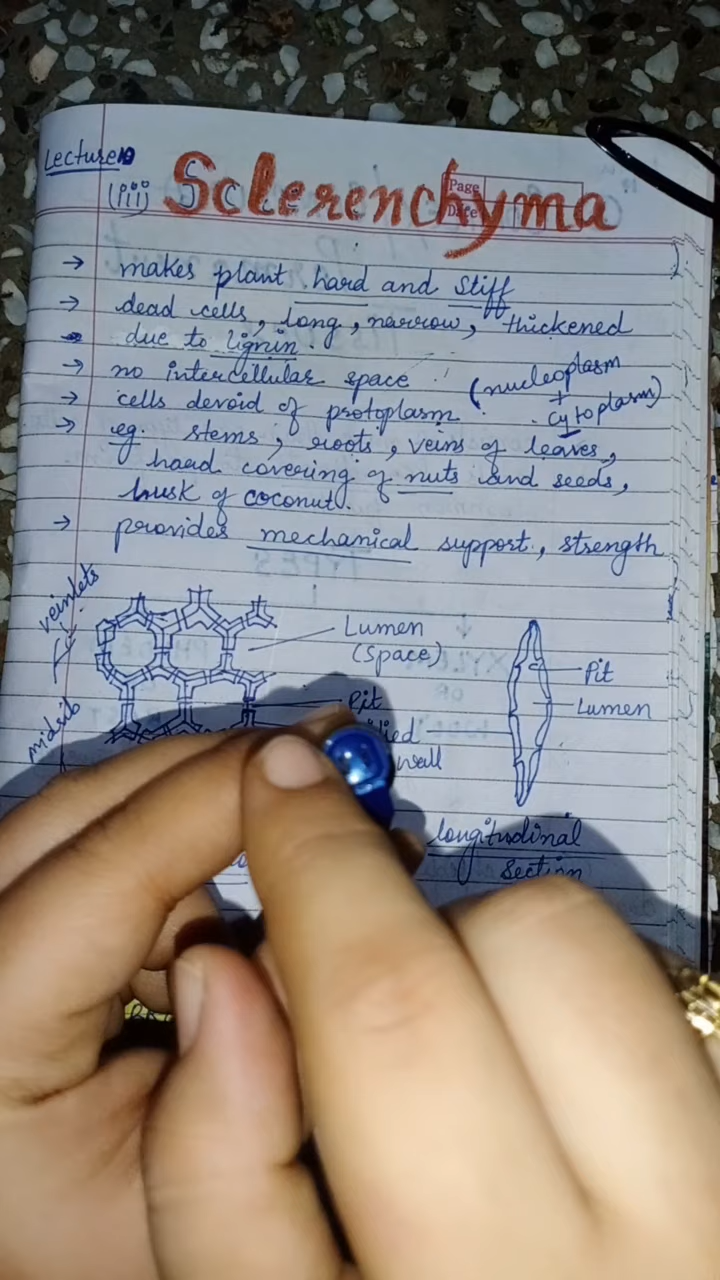 Lecture 10
(iii) Sclerenchyma
Page
Date
→ makes plant hard and stiff
→ dead cells, long, narrow, thickened
due to lignin.
→ no intercellular space
(nucleoplasm
+
cytoplasm)
→ cells devoid of protoplasm
→ eg. stems, roots, veins of leaves,
hard covering of nuts and seeds,
husk of coconut.
→ provides mechanical support, strength
veinlets
midrib
Lumen
(space)
Pit
wall
Pit
Lumen
longitudinal
section